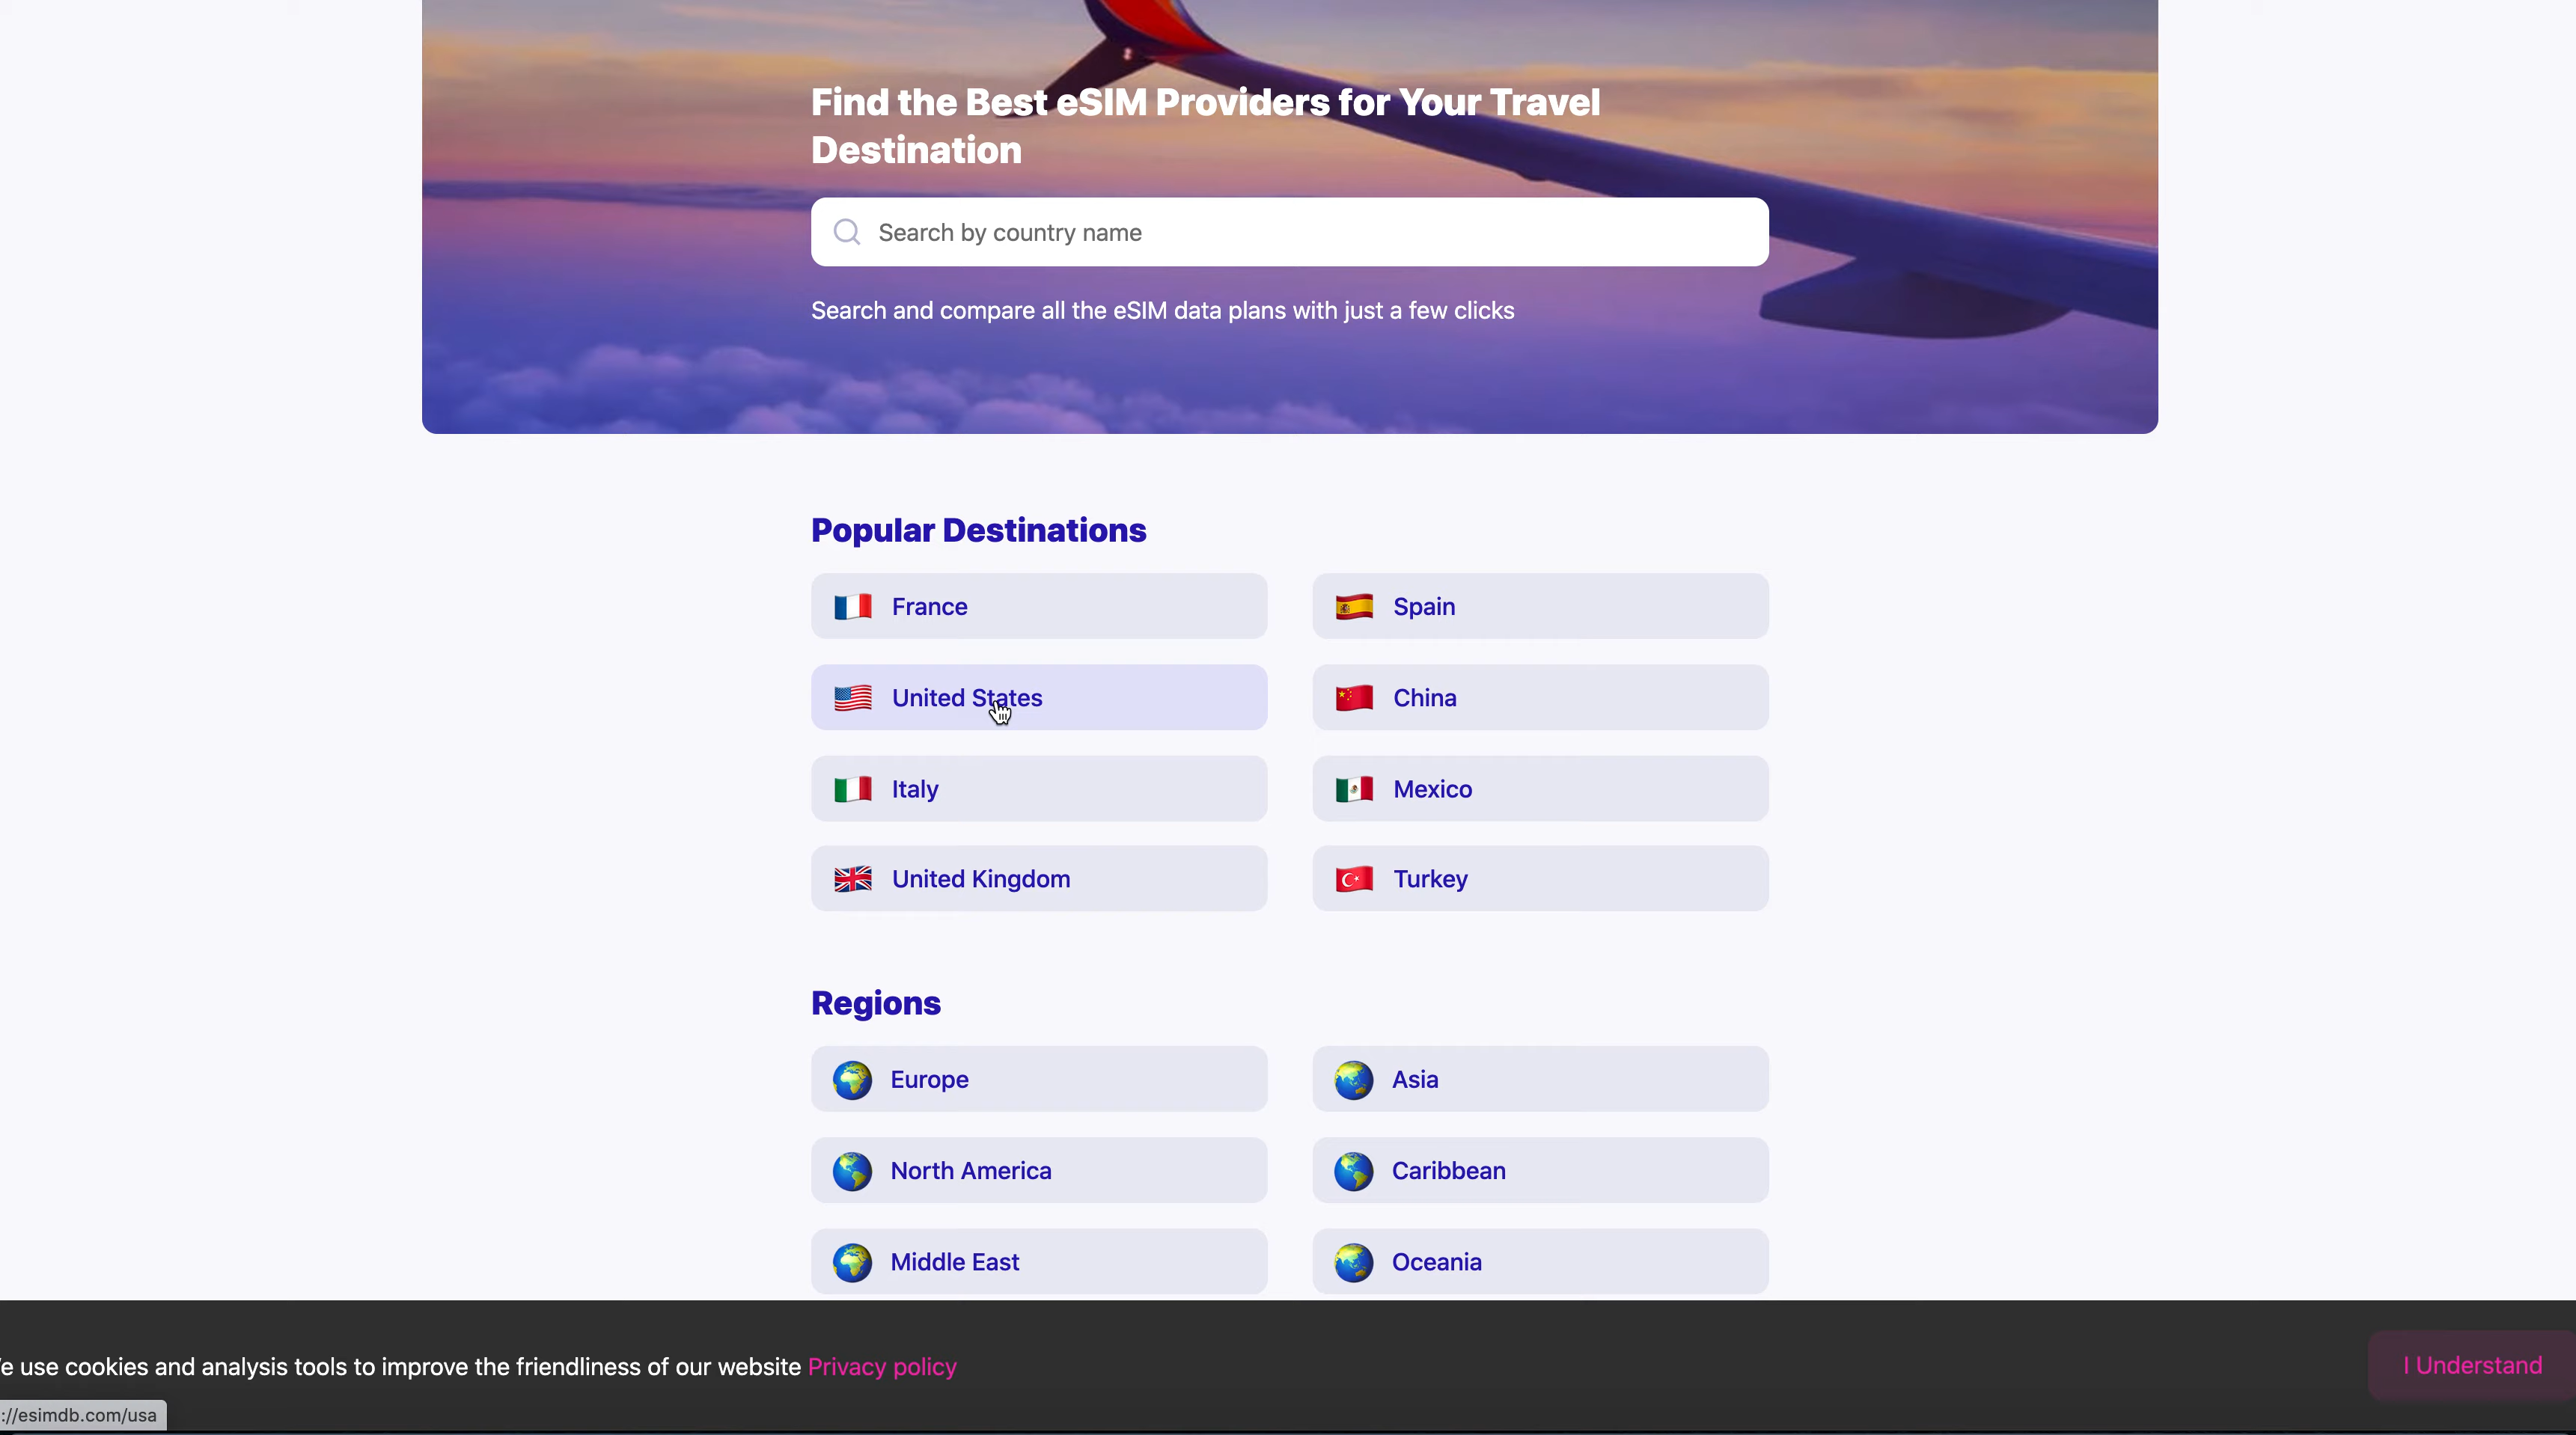 Find the Best eSIM Providers for Your Travel
Destination
Search by country name
Search and compare all the eSIM data plans with just a few clicks
Popular Destinations
France
Spain
United States
China
Italy
Mexico
United Kingdom
Turkey
Regions
Europe
Asia
North America
Caribbean
Middle East
Oceania
e use cookies and analysis tools to improve the friendliness of our website Privacy policy
I Understand
://esimdb.com/usa